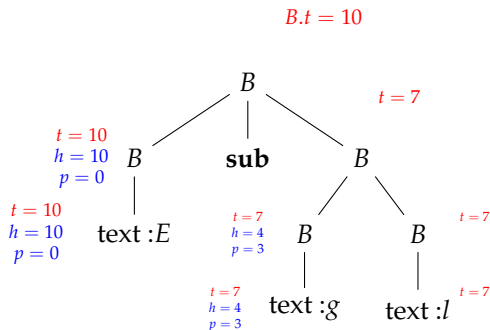 B.t = 10
B
t = 7
t = 10
h = 10
p = 0
B
sub
B
t = 10
h = 10
p = 0
text :E
t = 7
h = 4
p = 3
B
B
t = 7
t = 7
h = 4
p = 3
text :g
text :l
t = 7